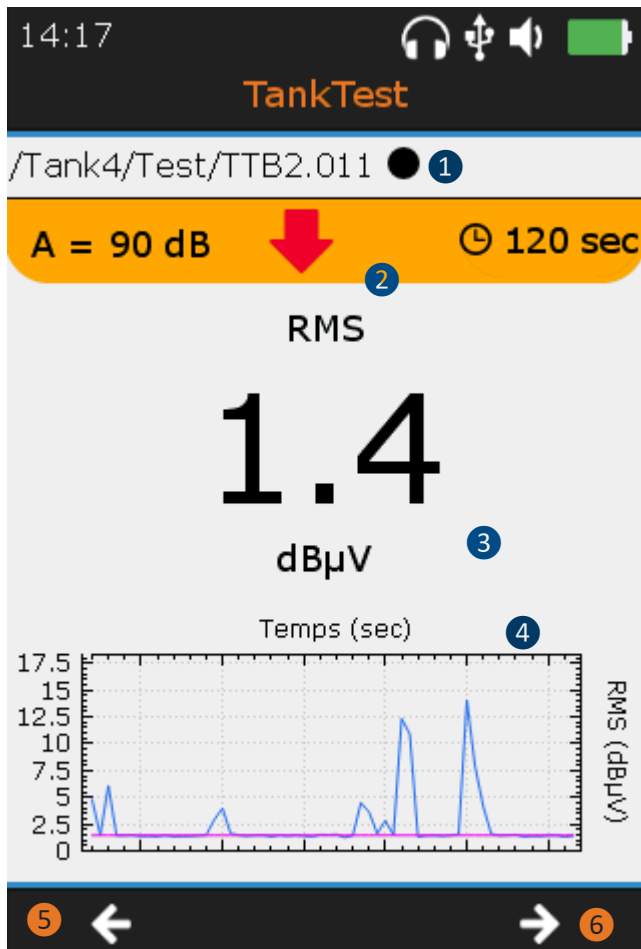 14:17
TankTest
/Tank4/Test/TTB2.011 1
A = 90 dB 120 sec
2
RMS
1.4
3
dBµV
Temps (sec) 4
17.5
15
12.5
10
7.5
5
2.5
0
RMS (dBµV)
5 6